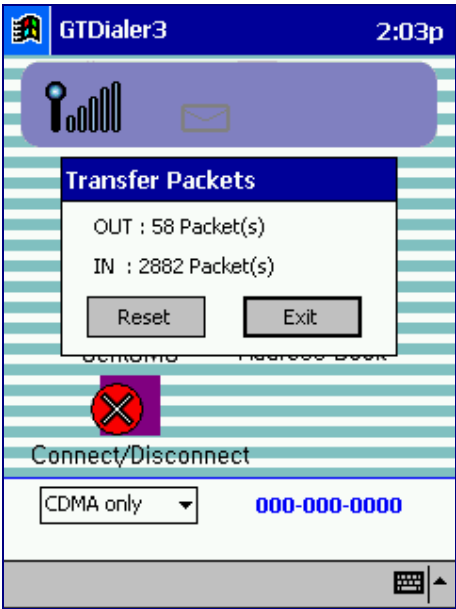 GTDialer3 2:03p
Transfer Packets
OUT : 58 Packet(s)
IN : 2882 Packet(s)
Reset Exit
Connect/Disconnect
CDMA only 000-000-0000